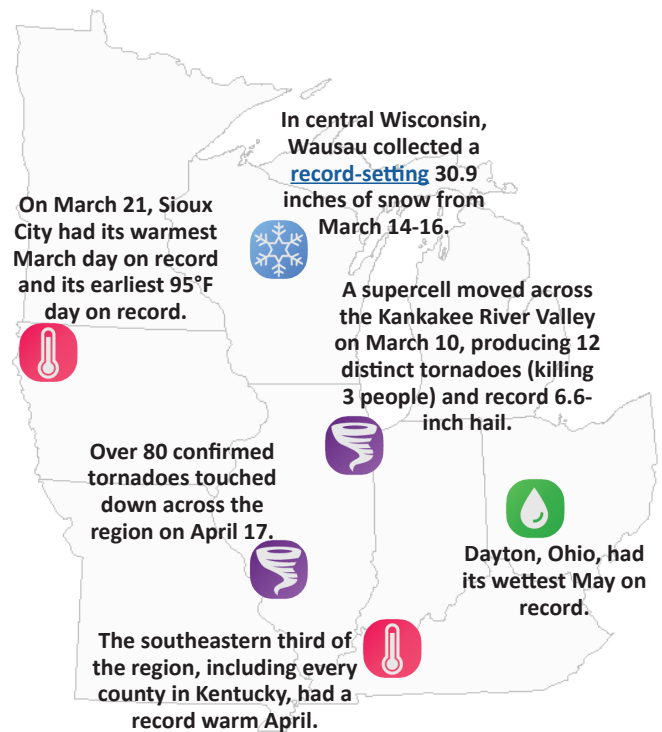 In central Wisconsin,
Wausau collected a
record-setting 30.9
inches of snow from
March 14-16.
On March 21, Sioux
City had its warmest
March day on record
and its earliest 95°F
day on record.
A supercell moved across
the Kankakee River Valley
on March 10, producing 12
distinct tornadoes (killing
3 people) and record 6.6-
inch hail.
Over 80 confirmed
tornadoes touched
down across the
region on April 17.
Dayton, Ohio, had
its wettest May on
record.
The southeastern third of
the region, including every
county in Kentucky, had a
record warm April.